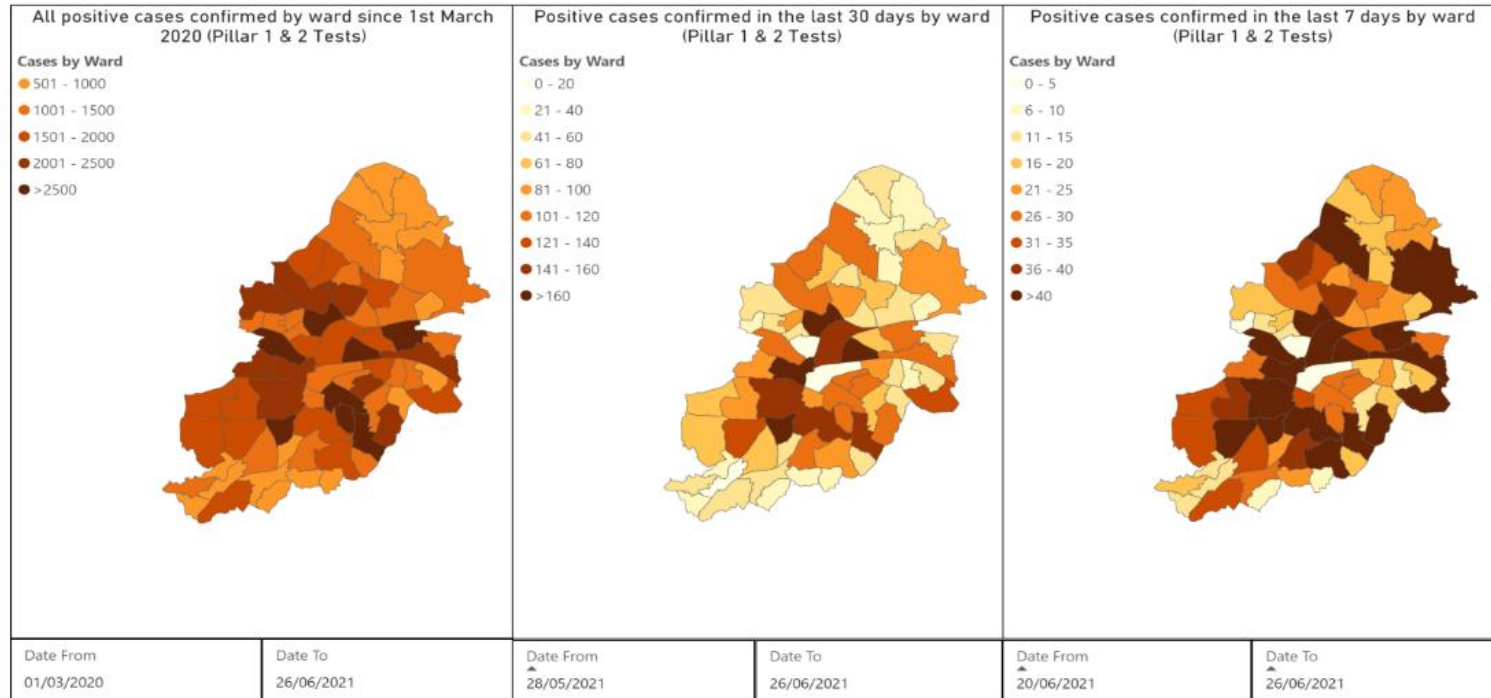 All positive cases confirmed by ward since 1st March
2020 (Pillar 1 & 2 Tests)
Cases by Ward
501 - 1000
1001 - 1500
1501 - 2000
2001 - 2500
>2500
Date From
01/03/2020
Date To
26/06/2021
Positive cases confirmed in the last 30 days by ward
(Pillar 1 & 2 Tests)
Cases by Ward
0 - 20
21 - 40
41 - 60
61 - 80
81 - 100
101 - 120
121 - 140
141 - 160
>160
Date From
28/05/2021
Date To
26/06/2021
Positive cases confirmed in the last 7 days by ward
(Pillar 1 & 2 Tests)
Cases by Ward
0 - 5
6 - 10
11 - 15
16 - 20
21 - 25
26 - 30
31 - 35
36 - 40
>40
Date From
20/06/2021
Date To
26/06/2021